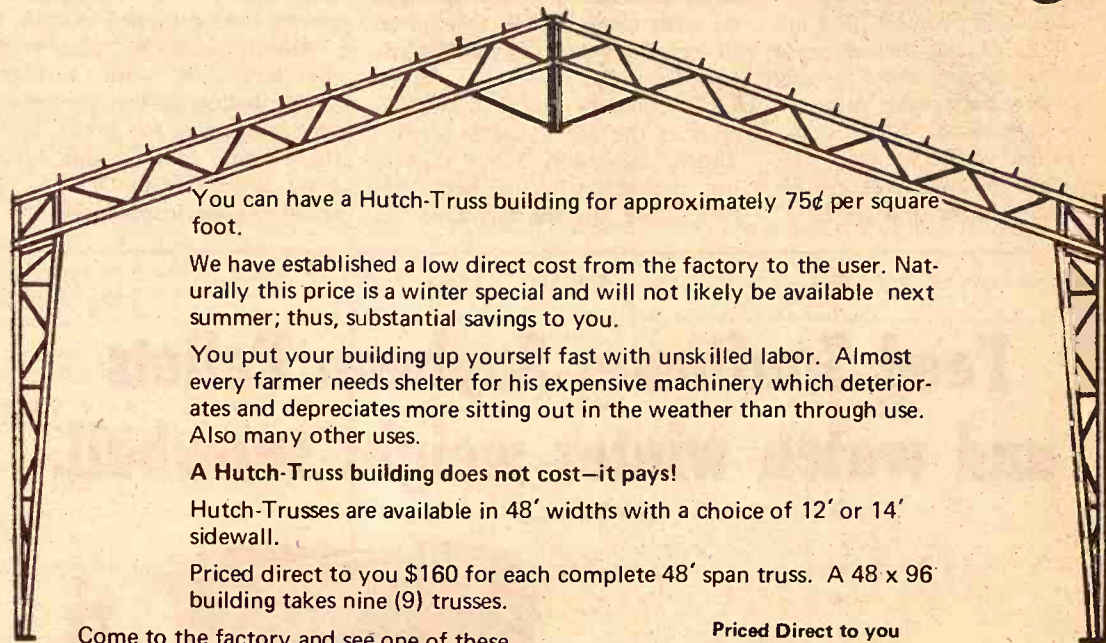 You can have a Hutch-Truss building for approximately 75¢ per square
foot.
We have established a low direct cost from the factory to the user. Nat-
urally this price is a winter special and will not likely be available next
summer; thus, substantial savings to you.
You put your building up yourself fast with unskilled labor. Almost
every farmer needs shelter for his expensive machinery which deterior-
ates and depreciates more sitting out in the weather than through use.
Also many other uses.
A Hutch-Truss building does not cost—it pays!
Hutch-Trusses are available in 48′ widths with a choice of 12′ or 14′
sidewall.
Priced direct to you $160 for each complete 48′ span truss. A 48 x 96
building takes nine (9) trusses.
Come to the factory and see one of these
Priced Direct to you